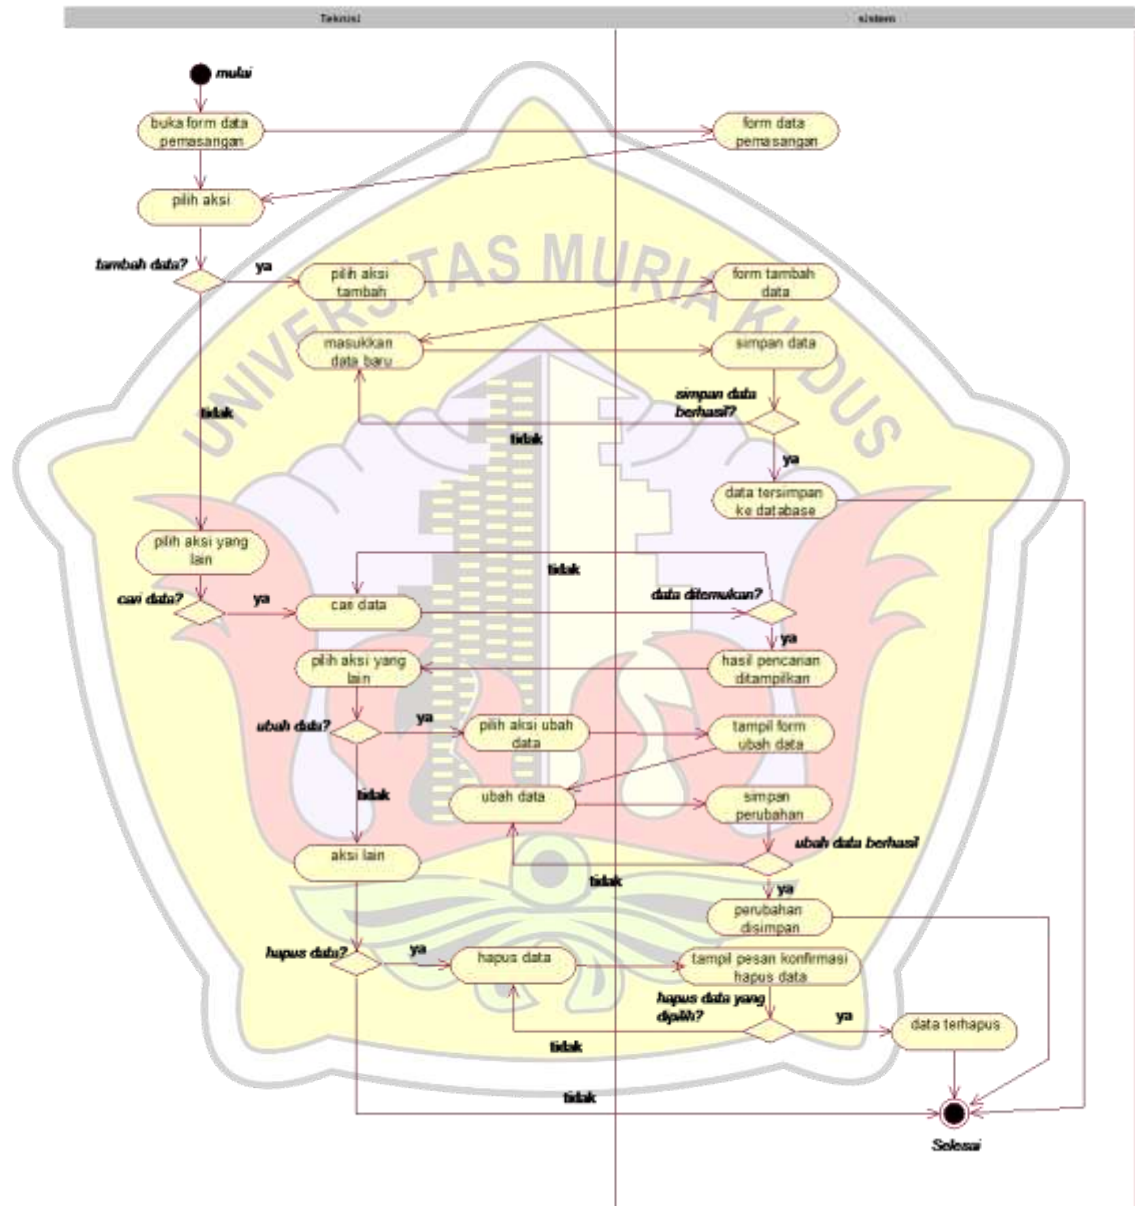 Teknisi
sistem
mulai
buka form data
pemasangan
form data
pemasangan
pilih aksi
tambah data?
ya
pilih aksi
tambah
form tambah
data
UNIVERSITAS MURIA KUDUS
masukkan
data baru
simpan data
simpan data
berhasil?
tidak
tidak
ya
data tersimpan
ke database
pilih aksi yang
lain
tidak
cari data?
ya
cari data
data ditemukan?
ya
pilih aksi yang
lain
hasil pencarian
ditampilkan
ubah data?
ya
pilih aksi ubah
data
tampil form
ubah data
tidak
ubah data
simpan
perubahan
ubah data berhasil
aksi lain
tidak
ya
perubahan
disimpan
hapus data?
ya
hapus data
tampil pesan konfirmasi
hapus data
hapus data yang
dipilih?
ya
data terhapus
tidak
tidak
Selesai